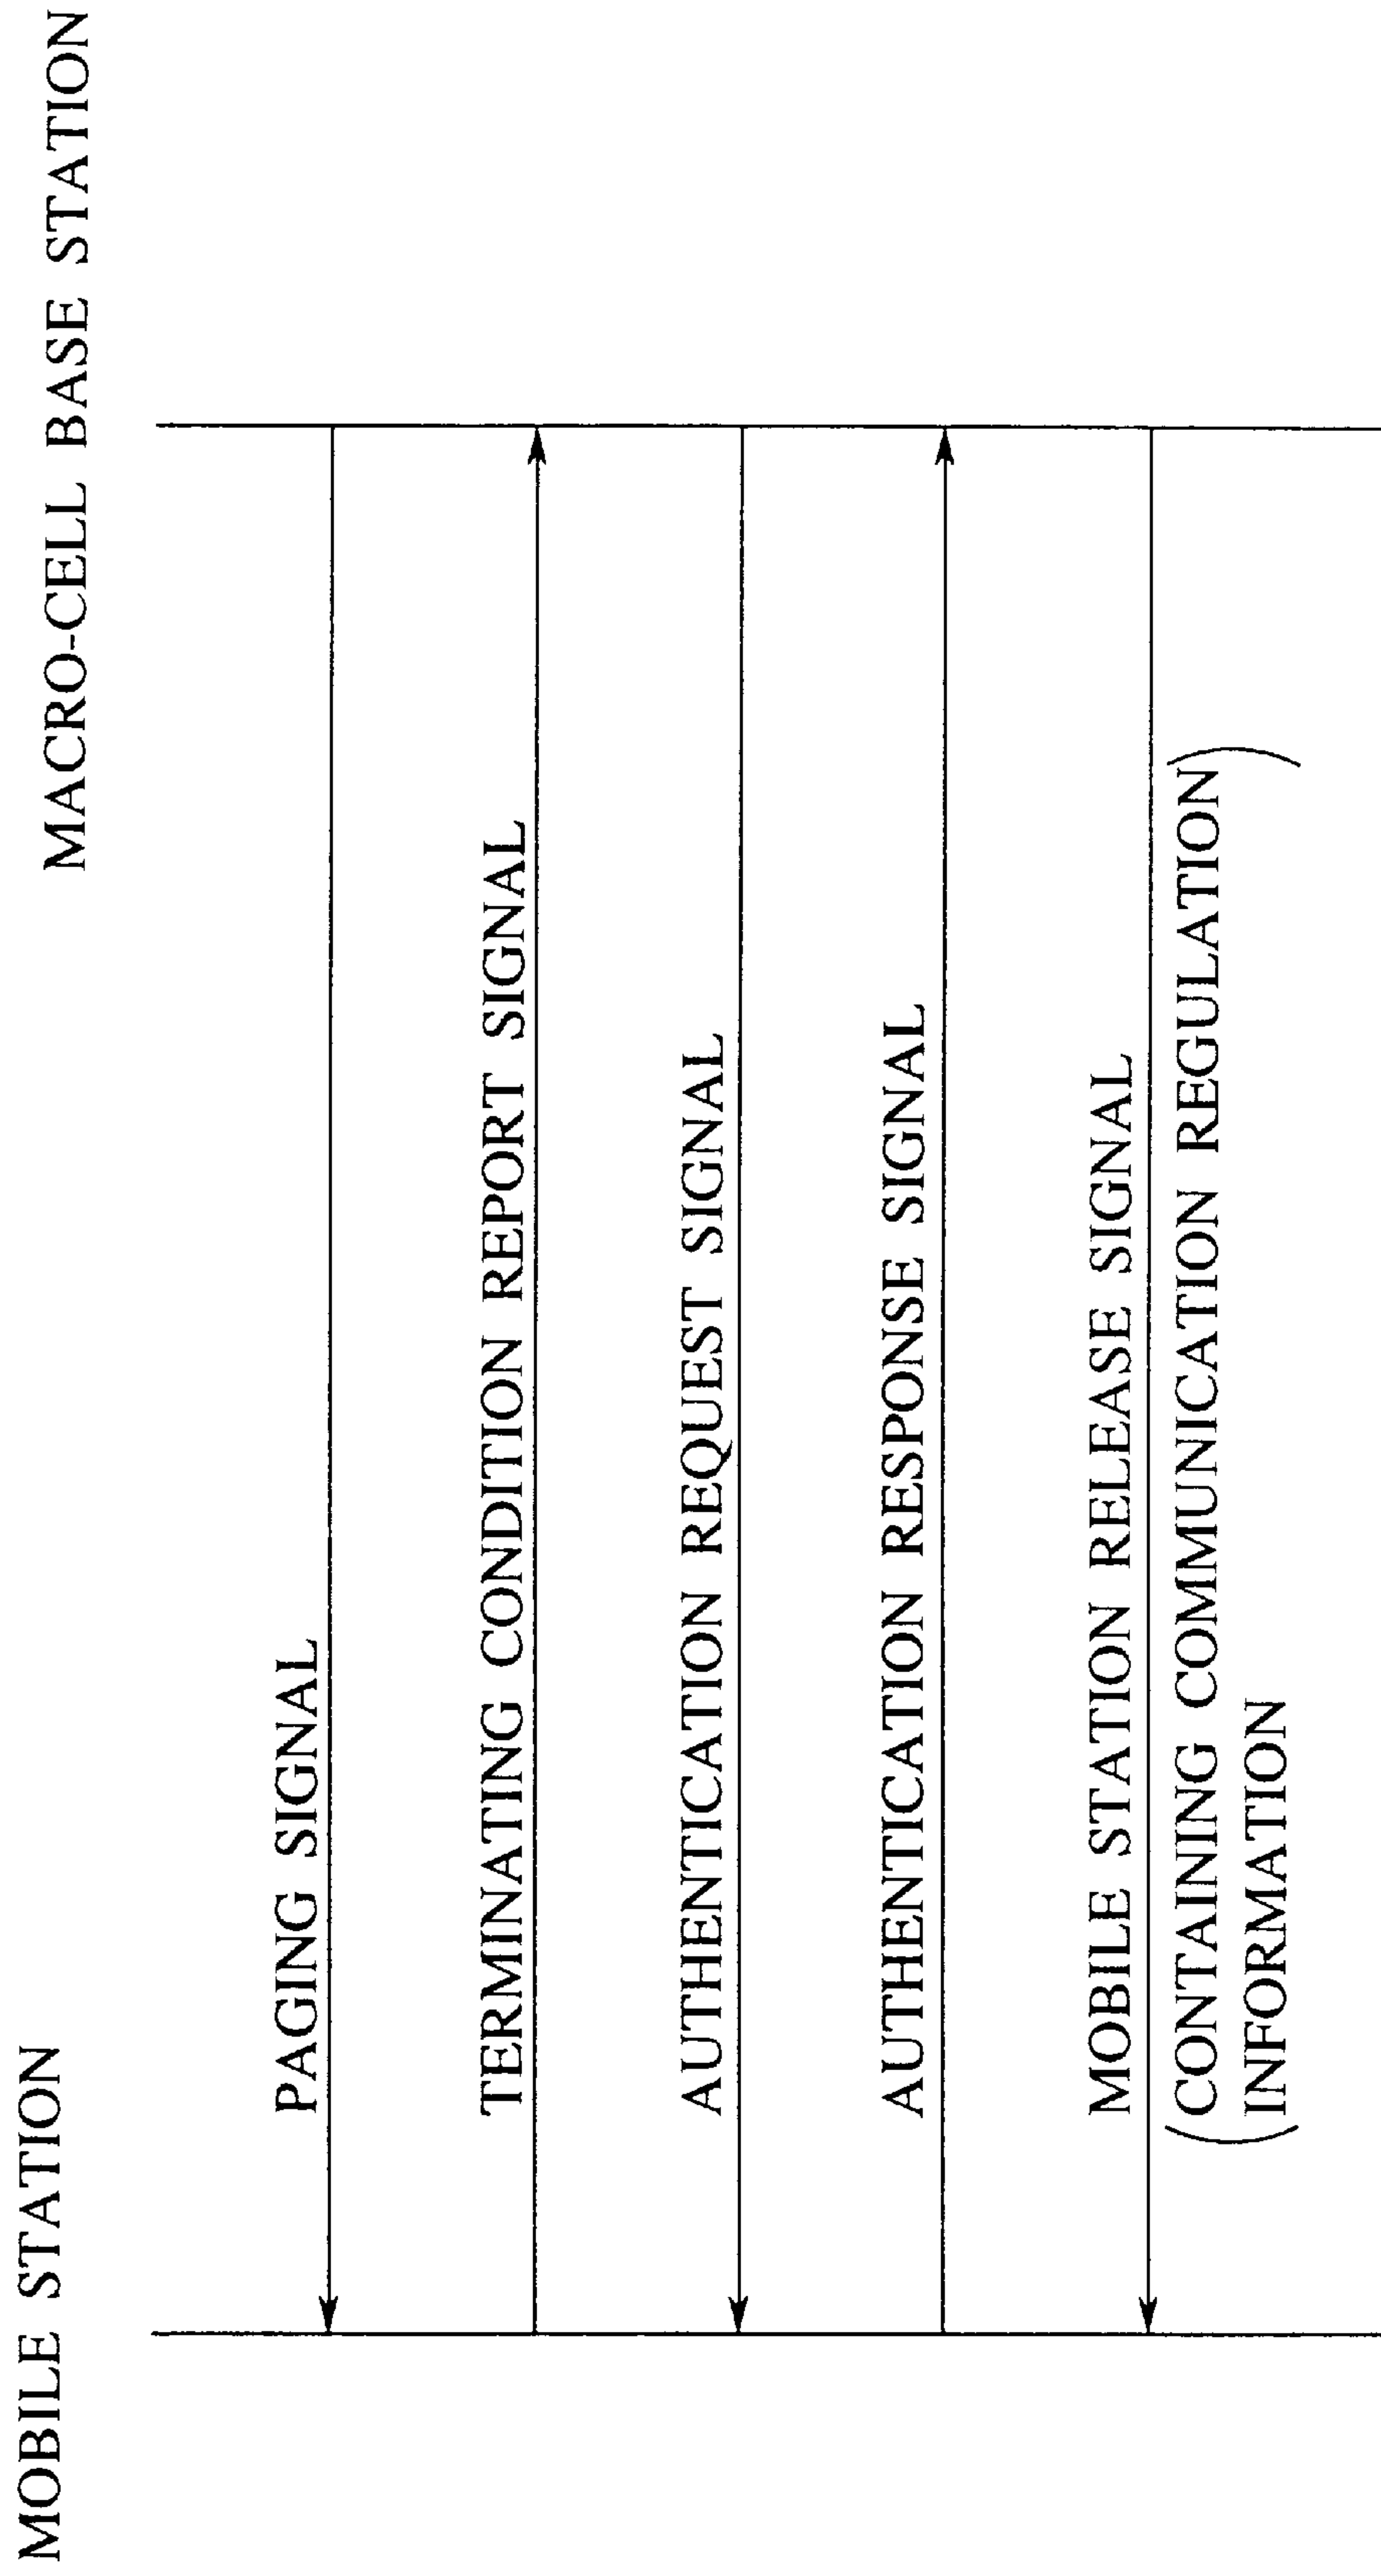 MOBILE STATION
MACRO-CELL BASE STATION
PAGING SIGNAL
TERMINATING CONDITION REPORT SIGNAL
AUTHENTICATION REQUEST SIGNAL
AUTHENTICATION RESPONSE SIGNAL
MOBILE STATION RELEASE SIGNAL
(CONTAINING COMMUNICATION REGULATION
INFORMATION)